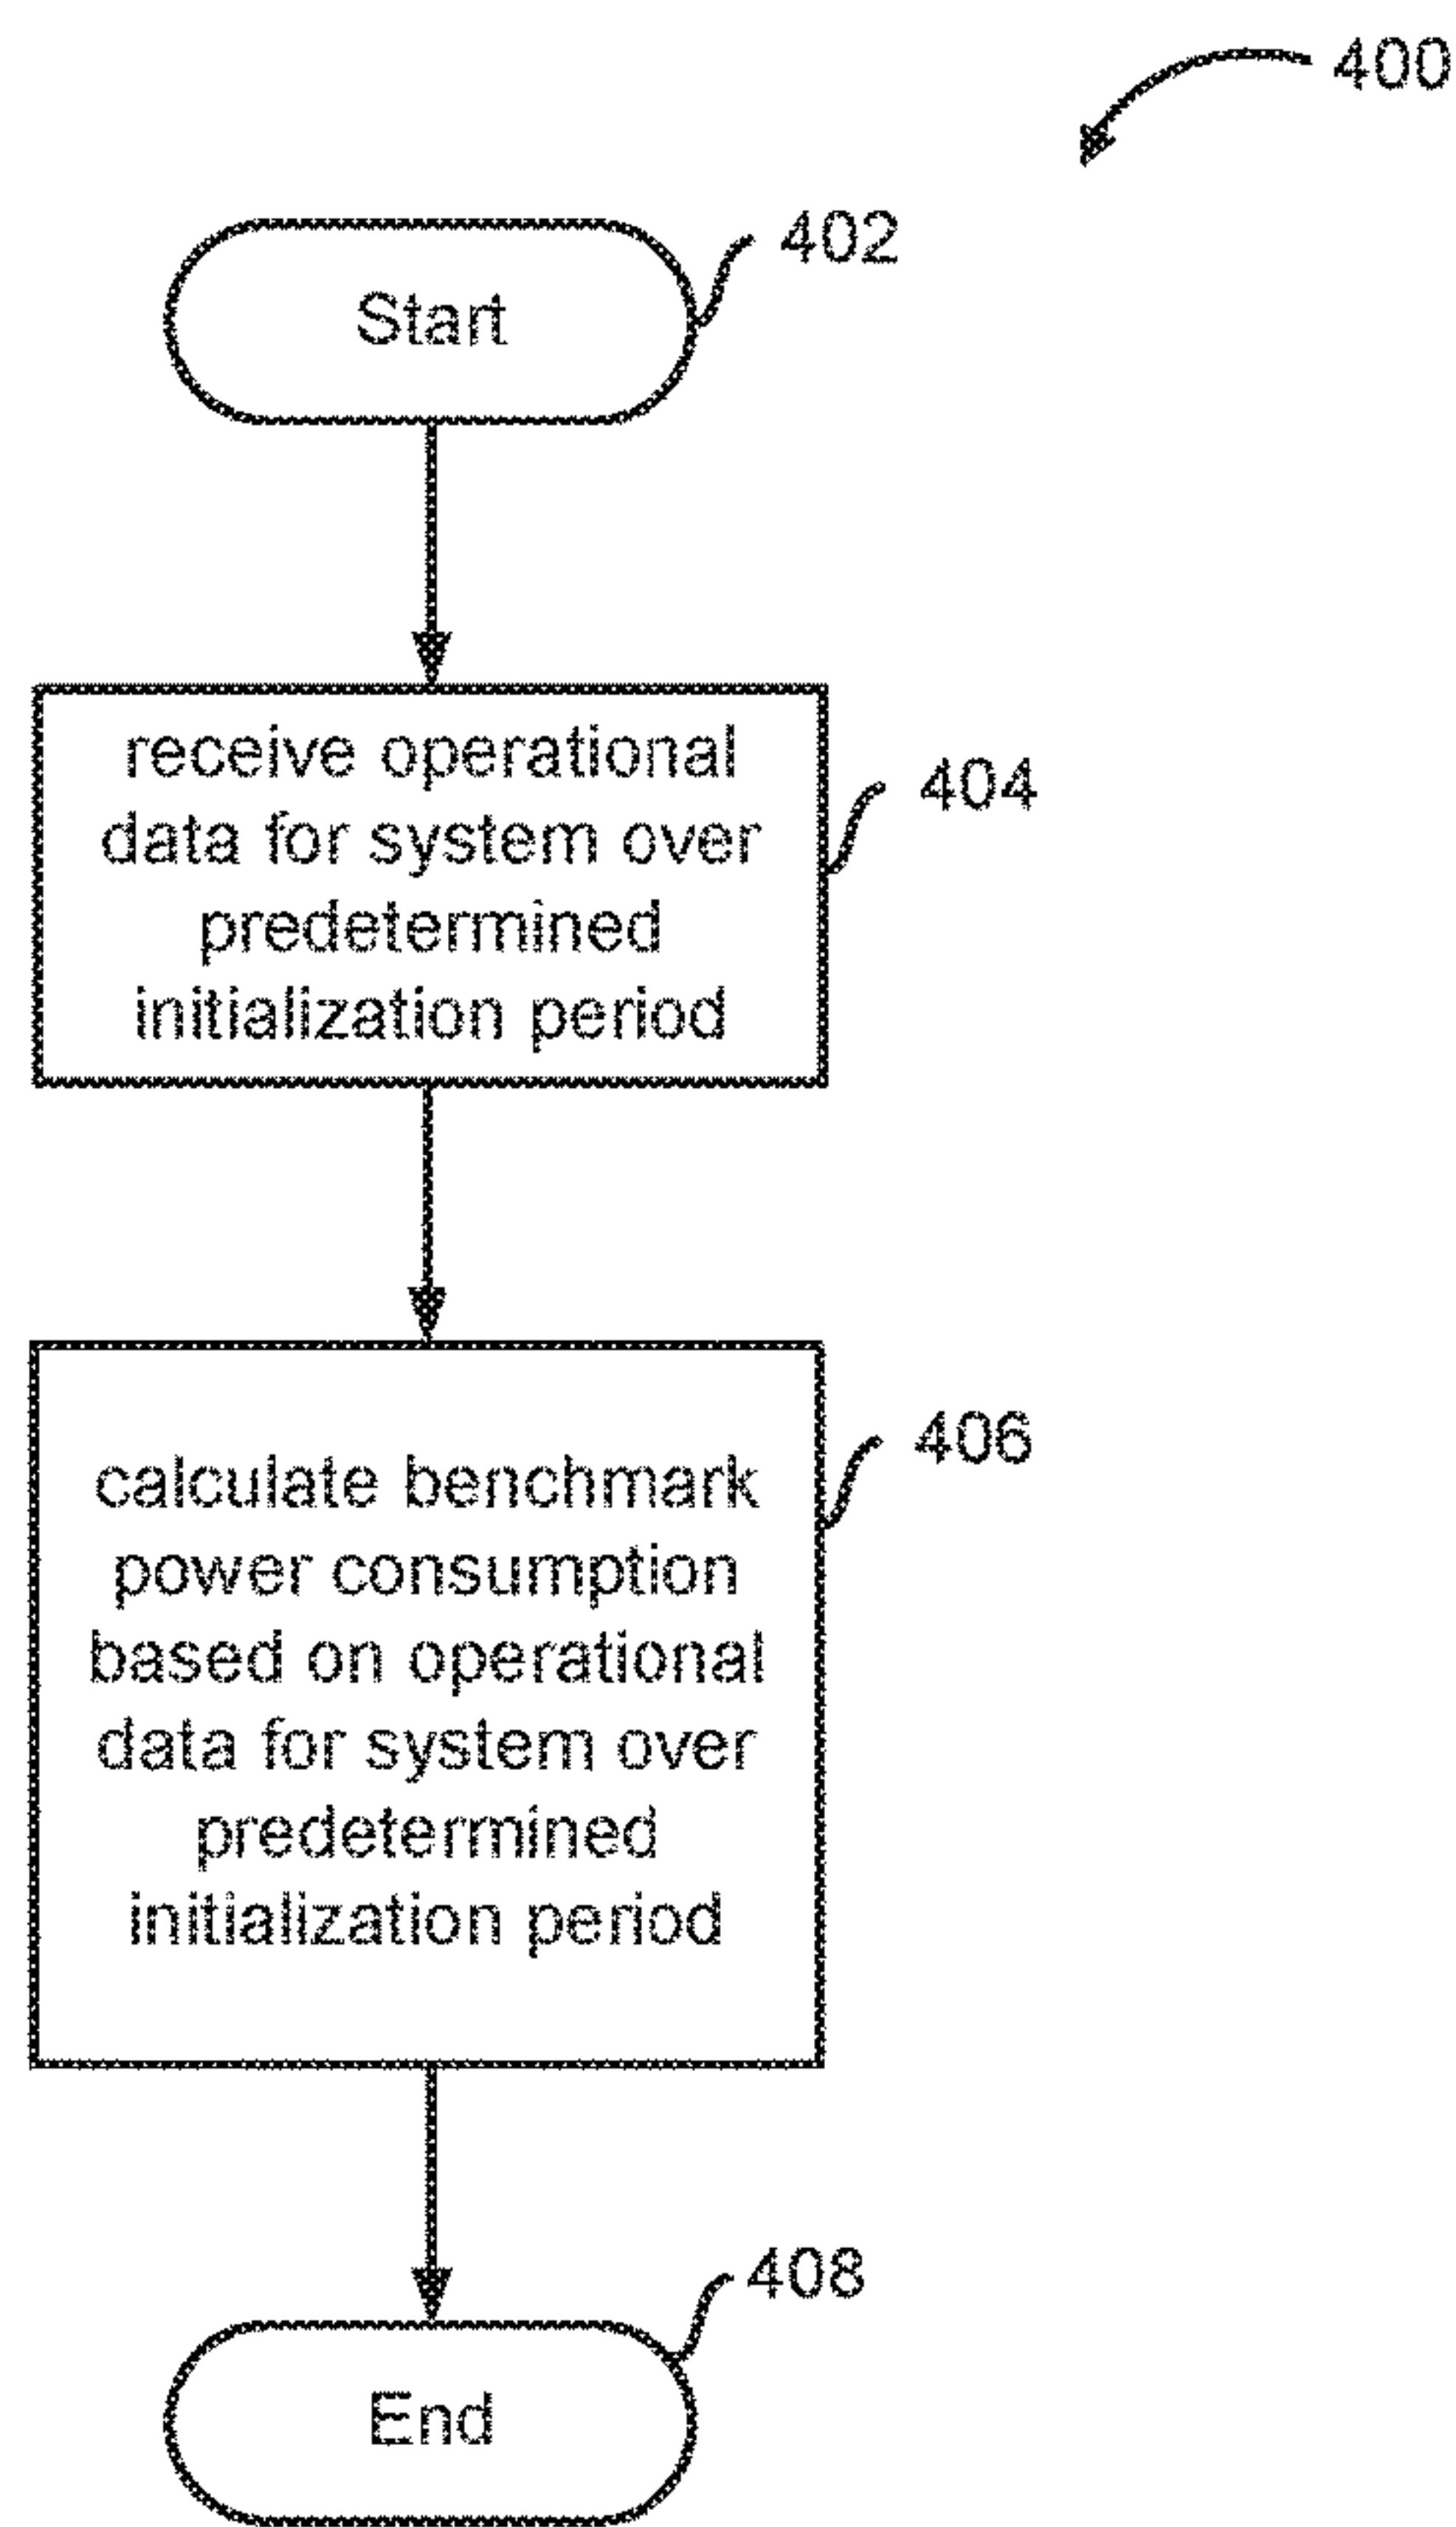 400
402
Start
receive operational
data for system over
predetermined
initialization period
404
calculate benchmark
power consumption
based on operational
data for system over
predetermined
initialization period
406
408
End